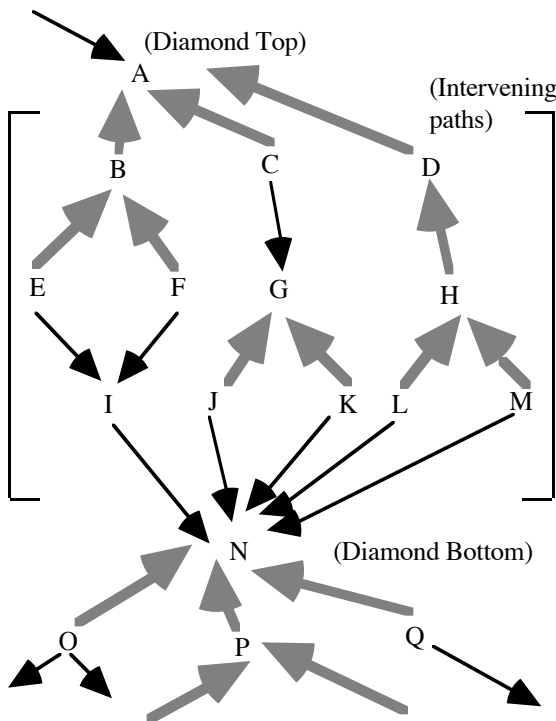 (Diamond Top)
A
(Intervening
paths)
B
C
D
E
F
G
H
I
J
K
L
M
N
(Diamond Bottom)
O
P
Q